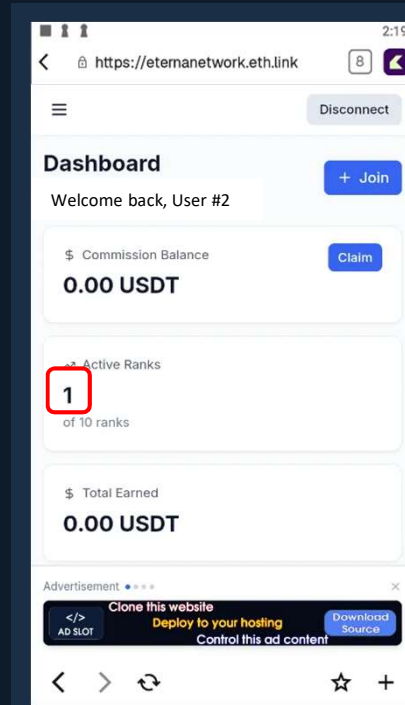 2:19
https://eternanetwork.eth.link
8
Disconnect
Dashboard
+ Join
Welcome back, User #2
$ Commission Balance
Claim
0.00 USDT
Active Ranks
1
of 10 ranks
$ Total Earned
0.00 USDT
Advertisement
</>
AD SLOT
Clone this website
Deploy to your hosting
Control this ad content
Download
Source